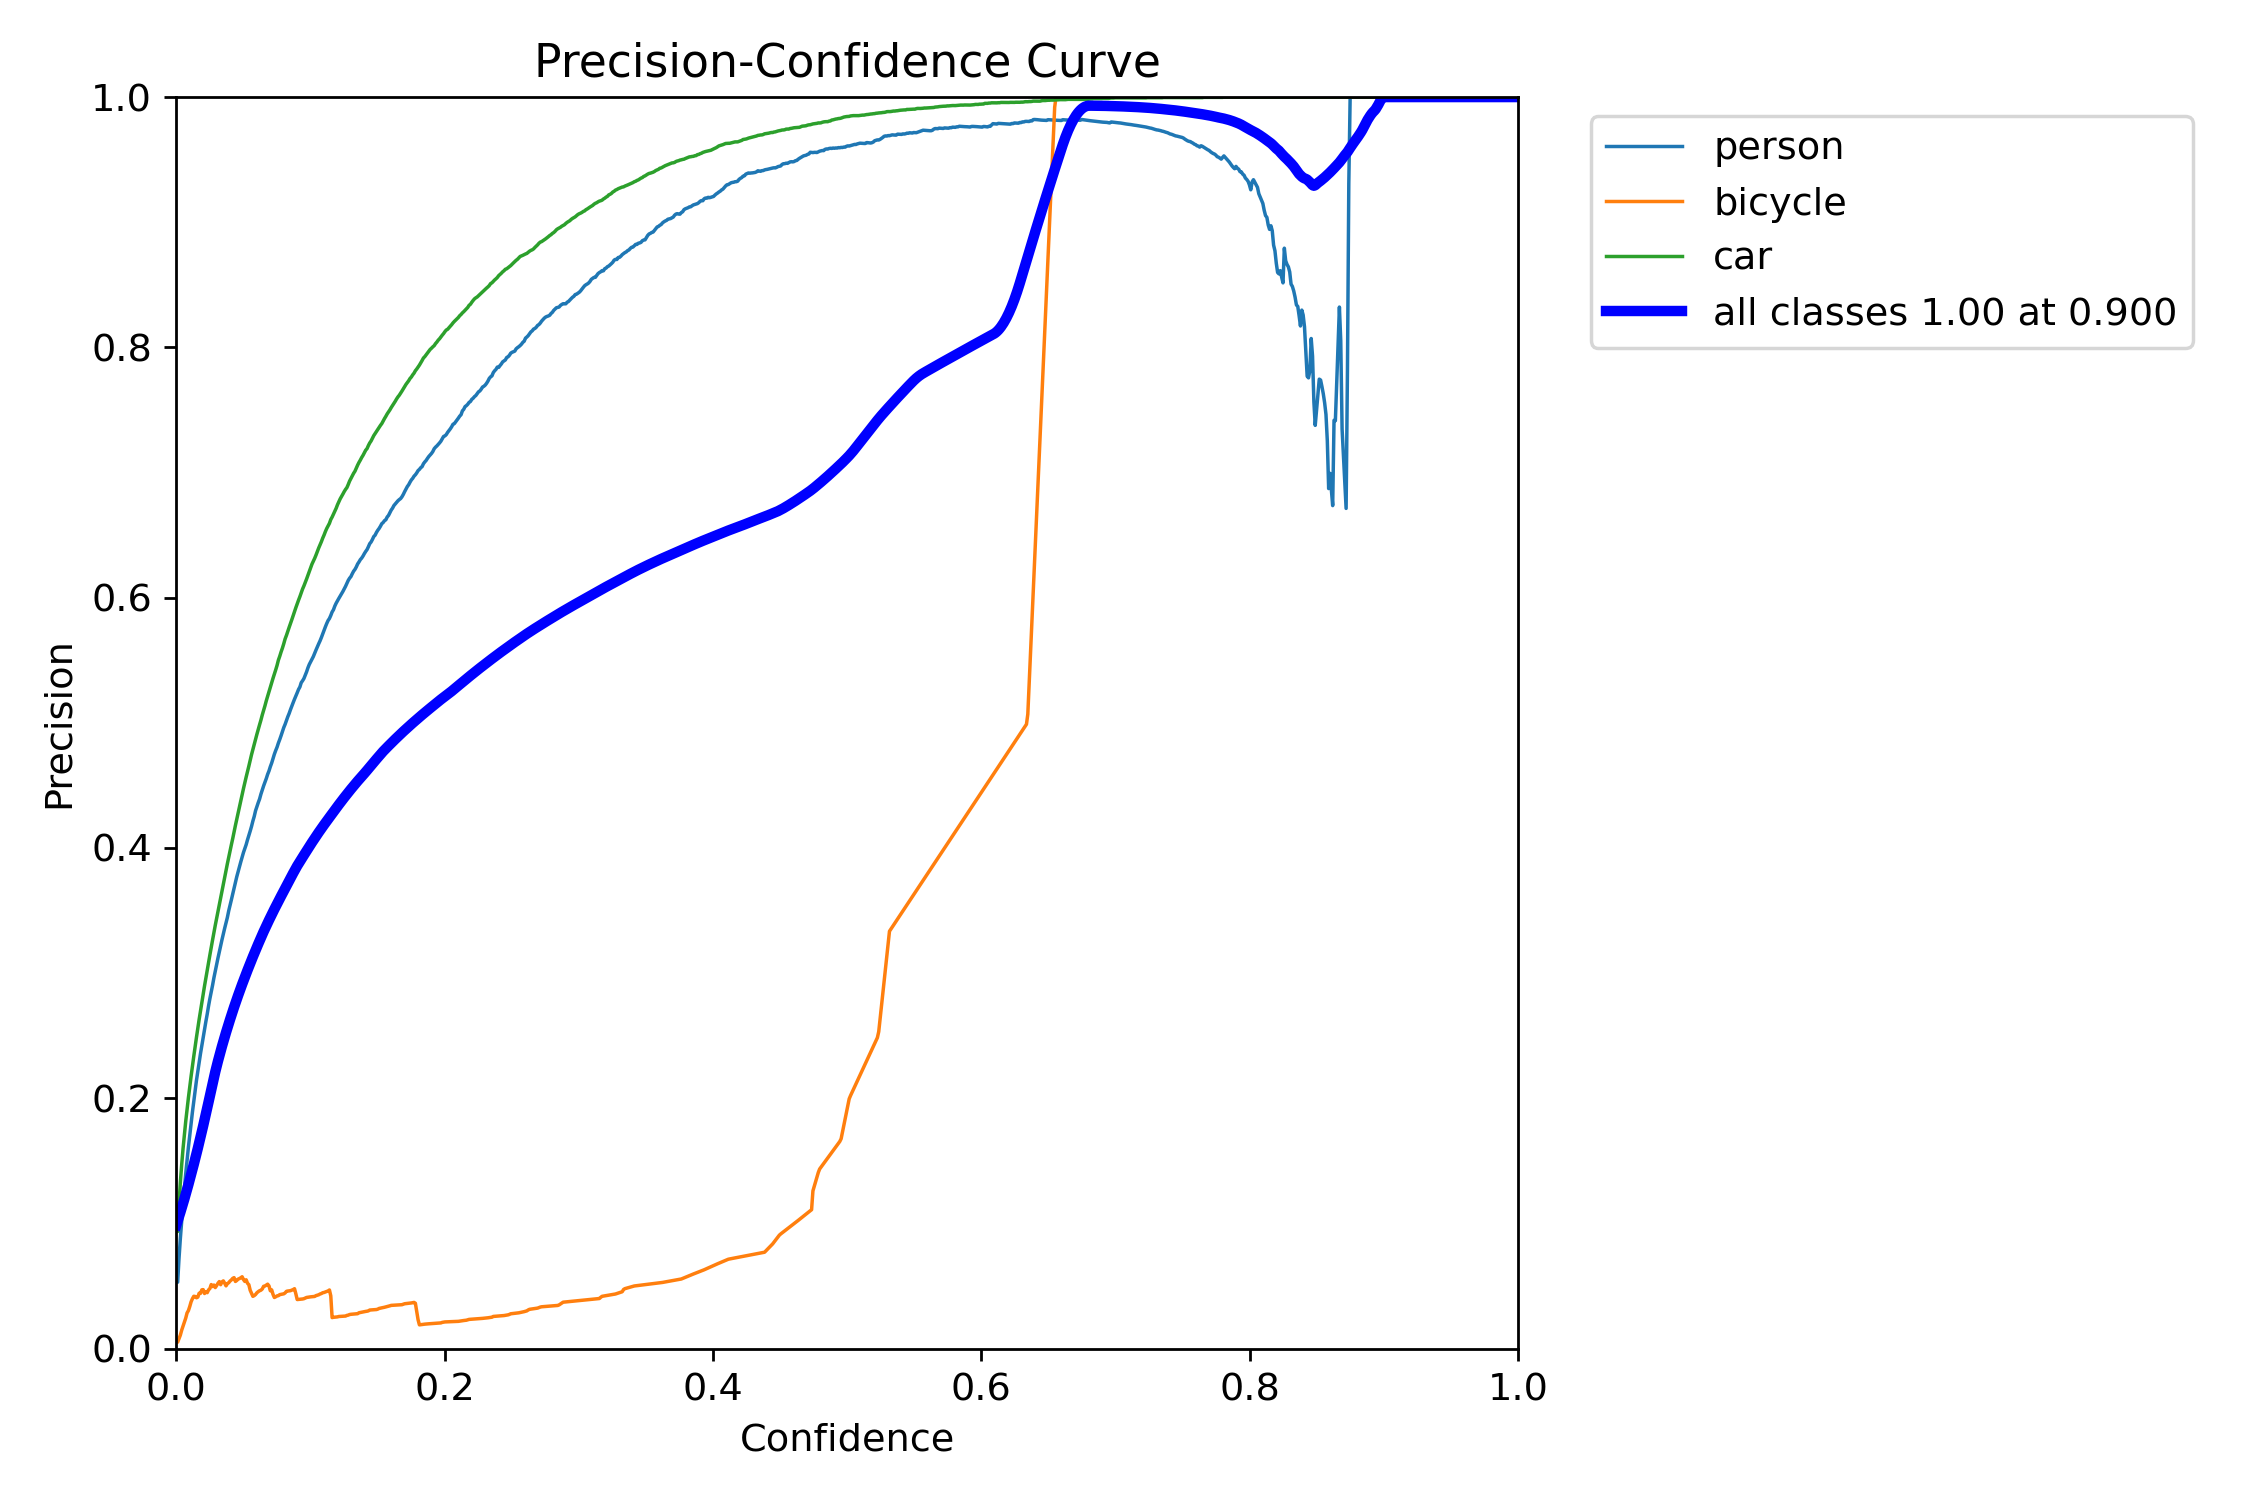 Precision-Confidence Curve
1.0
0.8
0.6
0.4
0.2
0.0
Precision
0.0 0.2 0.4 0.6 0.8 1.0
Confidence
person
bicycle
car
all classes 1.00 at 0.900